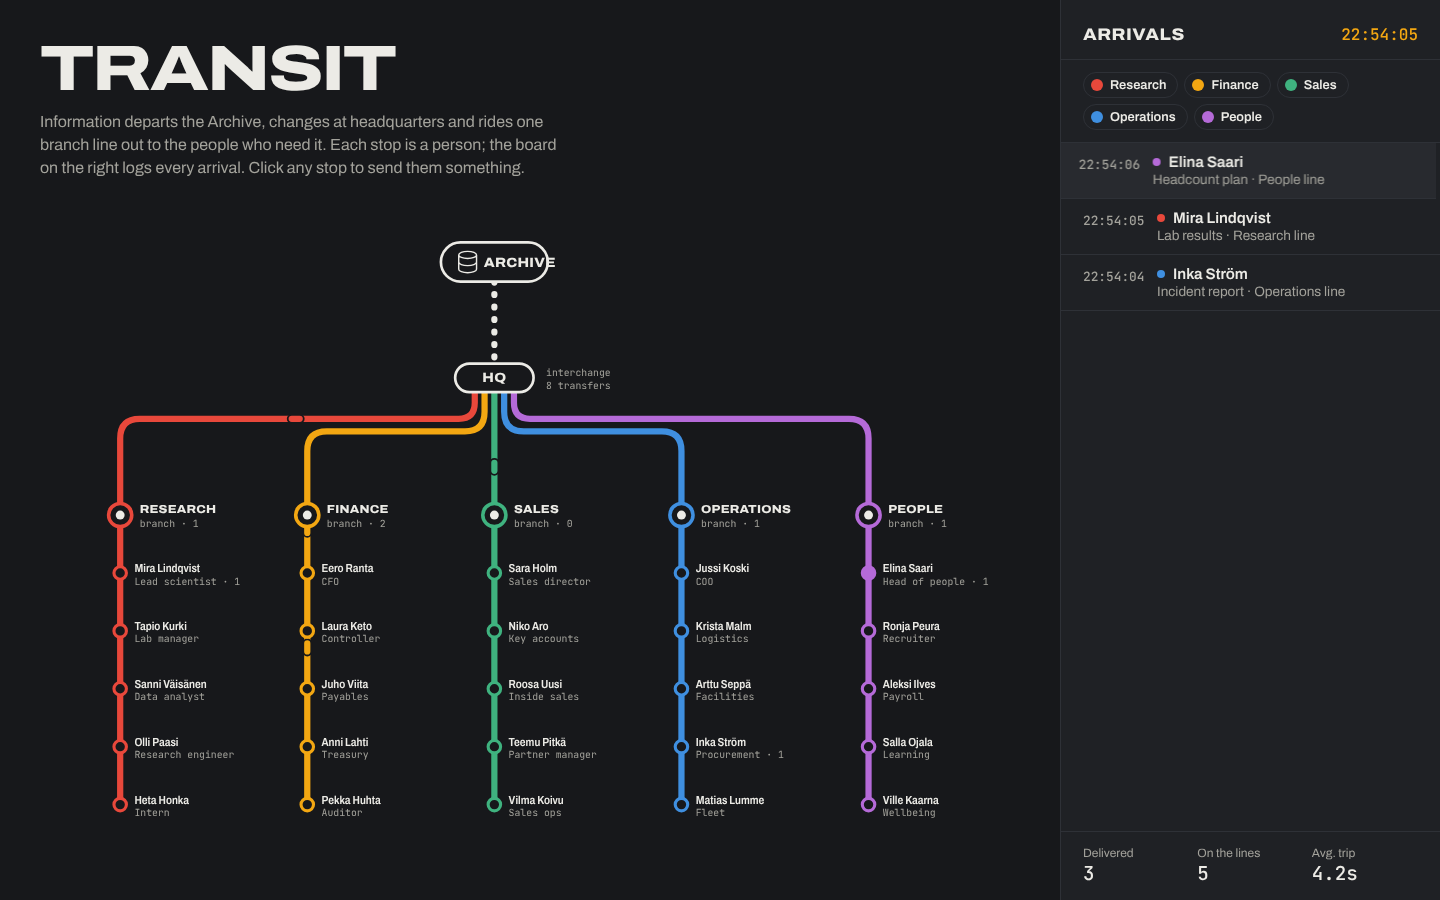 TRANSIT
Information departs the Archive, changes at headquarters and rides one
branch line out to the people who need it. Each stop is a person; the board
on the right logs every arrival. Click any stop to send them something.
ARCHIVE
HQ
interchange
8 transfers
RESEARCH
branch · 1
Mira Lindqvist
Lead scientist · 1
Tapio Kurki
Lab manager
Sanni Väisänen
Data analyst
Olli Paasi
Research engineer
Heta Honka
Intern
FINANCE
branch · 2
Eero Ranta
CFO
Laura Keto
Controller
Juho Viita
Payables
Anni Lahti
Treasury
Pekka Huhta
Auditor
SALES
branch · 0
Sara Holm
Sales director
Niko Aro
Key accounts
Roosa Uusi
Inside sales
Teemu Pitkä
Partner manager
Vilma Koivu
Sales ops
OPERATIONS
branch · 1
Jussi Koski
COO
Krista Malm
Logistics
Arttu Seppä
Facilities
Inka Ström
Procurement · 1
Matias Lumme
Fleet
PEOPLE
branch · 1
Elina Saari
Head of people · 1
Ronja Peura
Recruiter
Aleksi Ilves
Payroll
Salla Ojala
Learning
Ville Kaarna
Wellbeing
ARRIVALS 22:54:05
Research Finance Sales
Operations People
22:54:06 Elina Saari
Headcount plan · People line
22:54:05 Mira Lindqvist
Lab results · Research line
22:54:04 Inka Ström
Incident report · Operations line
Delivered On the lines Avg. trip
3 5 4.2s